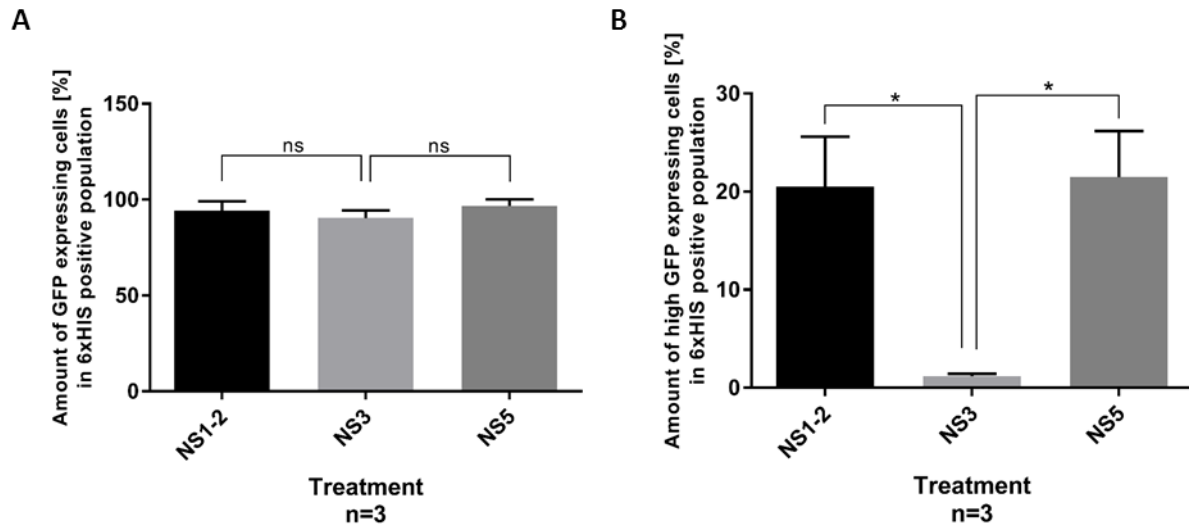 A
Amount of GFP expressing cells [%]
in 6xHIS positive population
150
100
50
0
ns
ns
NS1-2
NS3
NS5
Treatment
n=3
B
Amount of high GFP expressing cells [%]
in 6xHIS positive population
30
20
10
0
*
*
NS1-2
NS3
NS5
Treatment
n=3